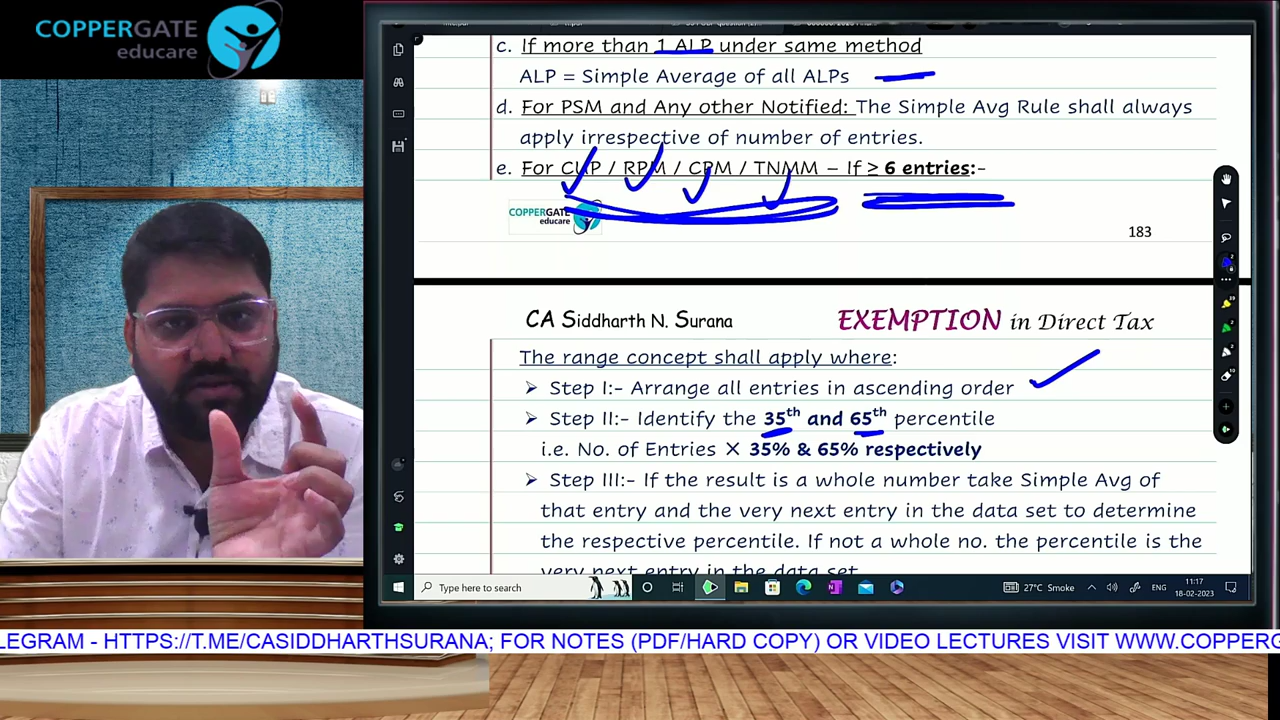 COPPERGATE
educare
c. If more than 1 ALP under same method
ALP = Simple Average of all ALPs
d. For PSM and Any other Notified: The Simple Avg Rule shall always
apply irrespective of number of entries.
e. For CUP / RPM / CPM / TNMM – If ≥ 6 entries:-
COPPERGATE
educare
183
CA Siddharth N. Surana
EXEMPTION in Direct Tax
The range concept shall apply where:
➢ Step I:- Arrange all entries in ascending order
➢ Step II:- Identify the 35th and 65th percentile
i.e. No. of Entries × 35% & 65% respectively
➢ Step III:- If the result is a whole number take Simple Avg of
that entry and the very next entry in the data set to determine
the respective percentile. If not a whole no. the percentile is the
very next entry in the data set
Type here to search
27°C Smoke
ENG
11:17
18-02-2023
LEGRAM - HTTPS://T.ME/CASIDDHARTHSURANA; FOR NOTES (PDF/HARD COPY) OR VIDEO LECTURES VISIT WWW.COPPERG